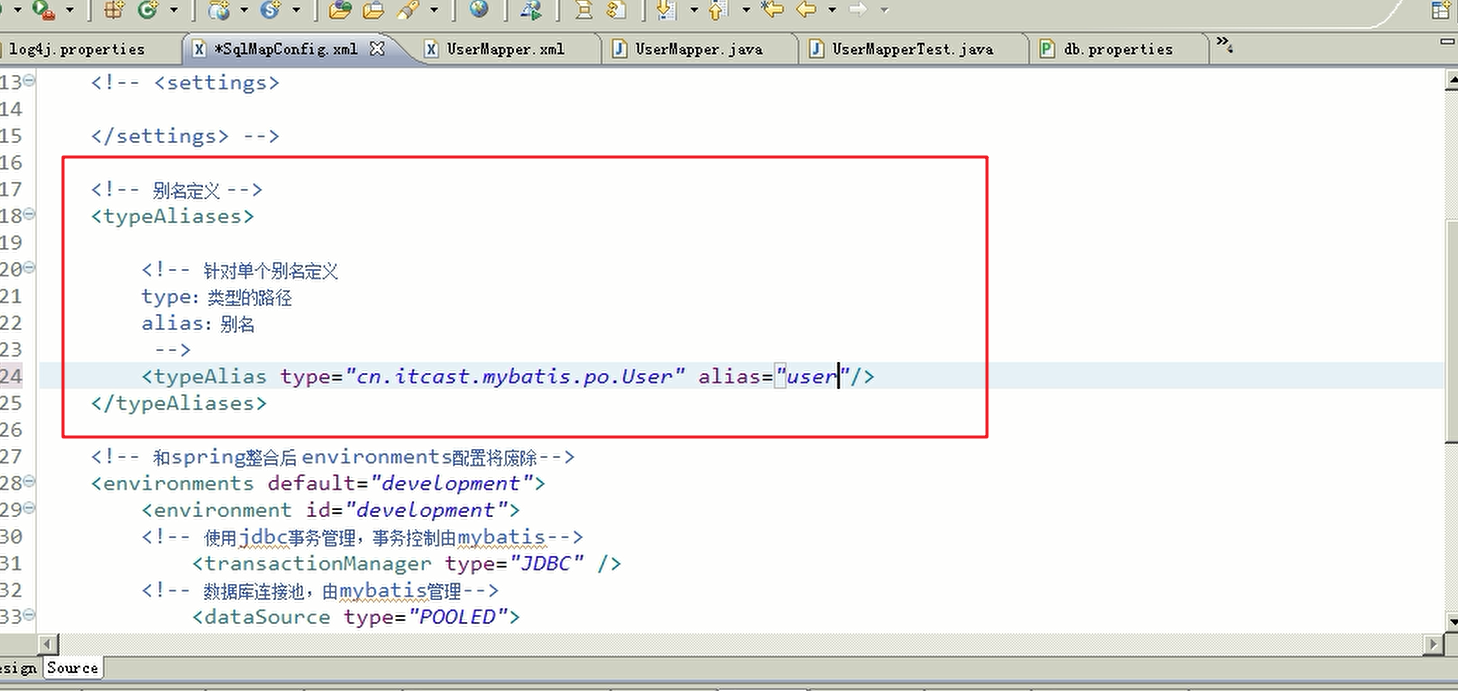 log4j.properties *SqlMapConfig.xml UserMapper.xml UserMapper.java UserMapperTest.java db.properties
13 <!-- <settings>
14
15 </settings> -->
16
17 <!-- 别名定义 -->
18 <typeAliases>
19
20 <!-- 针对单个别名定义
21 type: 类型的路径
22 alias: 别名
23 -->
24 <typeAlias type="cn.itcast.mybatis.po.User" alias="user"/>
25 </typeAliases>
26
27 <!-- 和spring整合后 environments配置将废除-->
28 <environments default="development">
29 <environment id="development">
30 <!-- 使用jdbc事务管理，事务控制由mybatis-->
31 <transactionManager type="JDBC" />
32 <!-- 数据库连接池，由mybatis管理-->
33 <dataSource type="POOLED">
esign Source